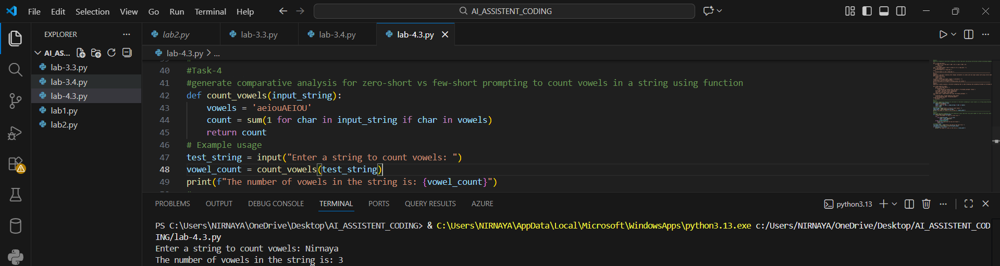 File Edit Selection View Go Run Terminal Help
AI_ASSISTENT_CODING
EXPLORER
AI_AS...
lab-3.3.py
lab-3.4.py
lab-4.3.py
lab1.py
lab2.py
lab2.py lab-3.3.py lab-3.4.py lab-4.3.py
lab-4.3.py > ...
40 #Task-4
41 #generate comparative analysis for zero-short vs few-short prompting to count vowels in a string using function
42 def count_vowels(input_string):
43 vowels = 'aeiouAEIOU'
44 count = sum(1 for char in input_string if char in vowels)
45 return count
46 # Example usage
47 test_string = input("Enter a string to count vowels: ")
48 vowel_count = count_vowels(test_string)
49 print(f"The number of vowels in the string is: {vowel_count}")
PROBLEMS OUTPUT DEBUG CONSOLE TERMINAL PORTS QUERY RESULTS AZURE
python3.13
PS C:\Users\NIRNAYA\OneDrive\Desktop\AI_ASSISTENT_CODING> & C:\Users\NIRNAYA\AppData\Local\Microsoft\WindowsApps\python3.13.exe c:/Users/NIRNAYA/OneDrive/Desktop/AI_ASSISTENT_COD
ING/lab-4.3.py
Enter a string to count vowels: Nirnaya
The number of vowels in the string is: 3